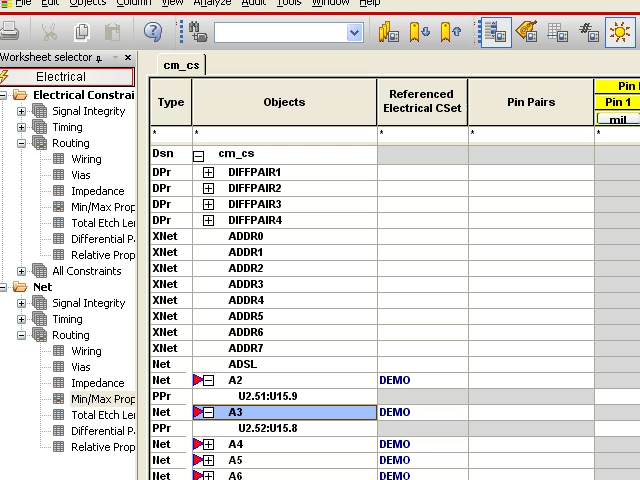 File Edit Objects Column View Analyze Audit Tools Window Help
Worksheet selector
Electrical
Electrical Constrai
Signal Integrity
Timing
Routing
Wiring
Vias
Impedance
Min/Max Prop
Total Etch Ler
Differential Pa
Relative Prop
All Constraints
Net
Signal Integrity
Timing
Routing
Wiring
Vias
Impedance
Min/Max Prop
Total Etch Ler
Differential Pa
Relative Prop
cm_cs
Type Objects Referenced Electrical CSet Pin Pairs Pin
Pin 1
mil
* * * * *
Dsn cm_cs
DPr DIFFPAIR1
DPr DIFFPAIR2
DPr DIFFPAIR3
DPr DIFFPAIR4
XNet ADDR0
XNet ADDR1
XNet ADDR2
XNet ADDR3
XNet ADDR4
XNet ADDR5
XNet ADDR6
XNet ADDR7
Net ADSL
Net A2 DEMO
PPr U2.51:U15.9
Net A3 DEMO
PPr U2.52:U15.8
Net A4 DEMO
Net A5 DEMO
Net A6 DEMO